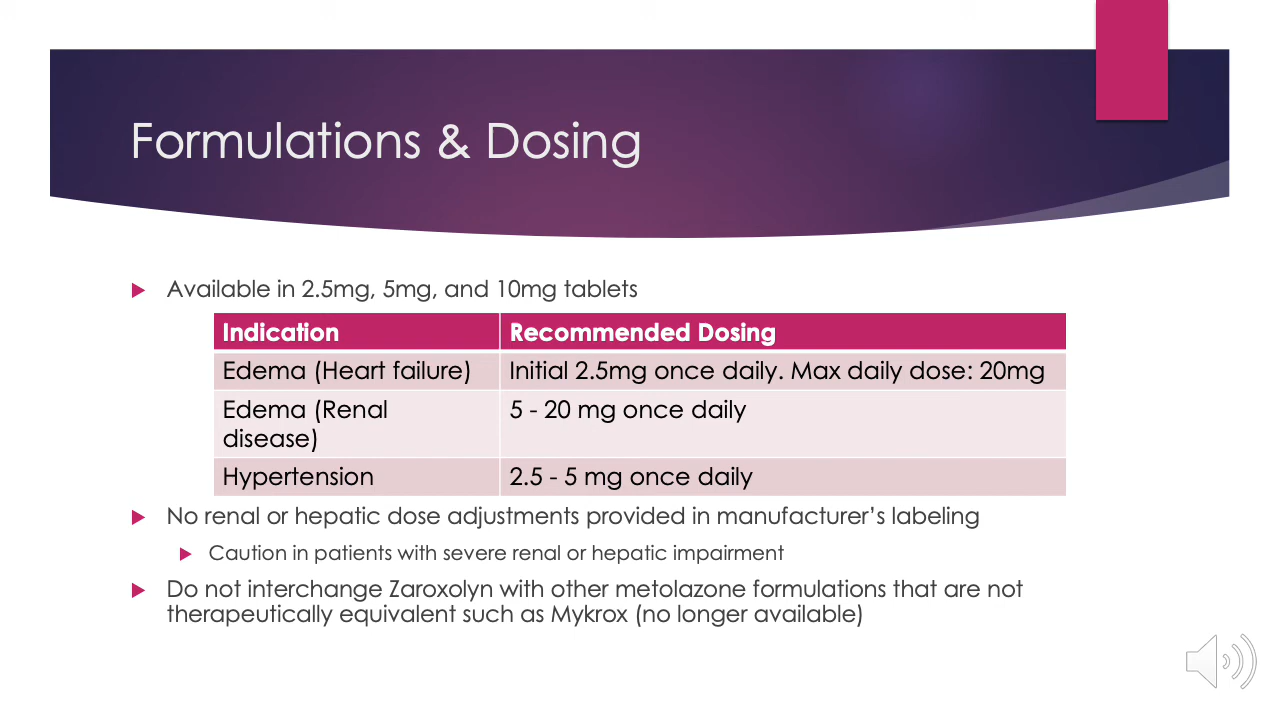 Formulations & Dosing
Available in 2.5mg, 5mg, and 10mg tablets
Indication Recommended Dosing
Edema (Heart failure) Initial 2.5mg once daily. Max daily dose: 20mg
Edema (Renal 5 - 20 mg once daily
disease)
Hypertension 2.5 - 5 mg once daily
No renal or hepatic dose adjustments provided in manufacturer’s labeling
Caution in patients with severe renal or hepatic impairment
Do not interchange Zaroxolyn with other metolazone formulations that are not
therapeutically equivalent such as Mykrox (no longer available)